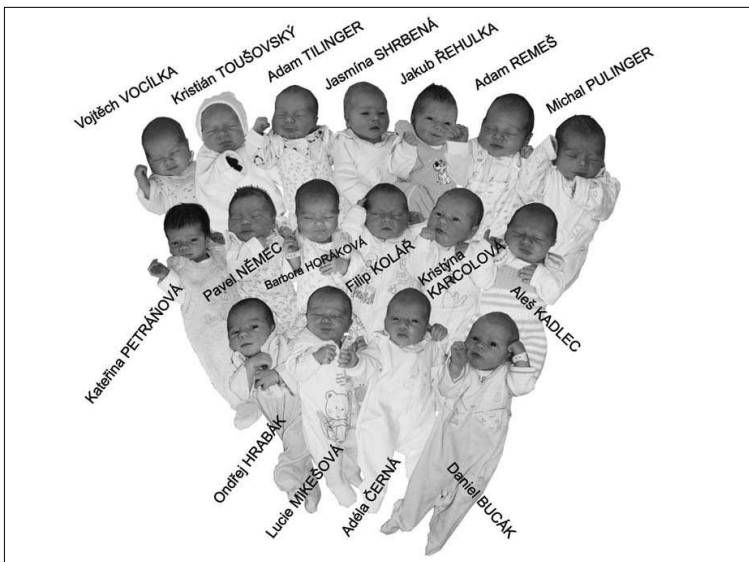 Vojtěch VOCÍLKA
Kristián TOUŠOVSKÝ
Adam TILINGER
Jasmína SHRBENÁ
Jakub ŘEHULKA
Adam REMEŠ
Michal PULINGER
Kateřina PETRÁŇOVÁ
Pavel NĚMEC
Barbora HORÁKOVÁ
Filip KOLÁŘ
Kristýna
KARCOLOVÁ
Aleš KADLEC
Ondřej HRABÁK
Lucie MIKEŠOVÁ
Adéla ČERNÁ
Daniel BUCÁK